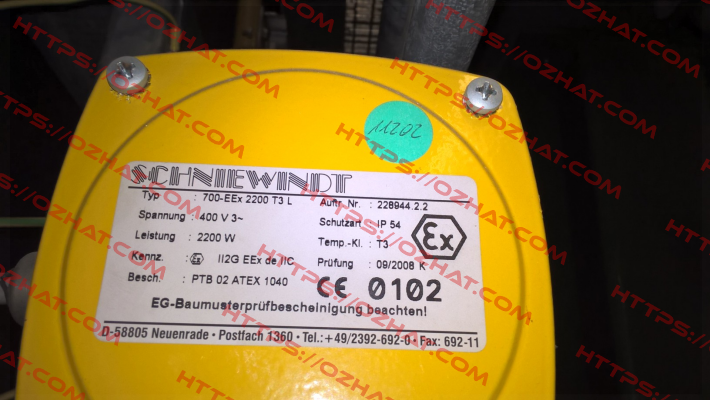 11202
SCHNIEWINDT
Typ : 700-EEx 2200 T3 L Auftr. Nr. : 228944.2.2
Spannung : 400 V 3~ Schutzart : IP 54
Leistung : 2200 W Temp.-Kl. : T3
Kennz. : Ex II2G EEx de IIC Prüfung : 09/2008 K
Besch. : PTB 02 ATEX 1040 CE 0102
Ex
EG-Baumusterprüfbescheinigung beachten!
D-58805 Neuenrade • Postfach 1360 • Tel.: +49/2392-692-0 • Fax: 692-11
HTTPS://OZHAT.COM